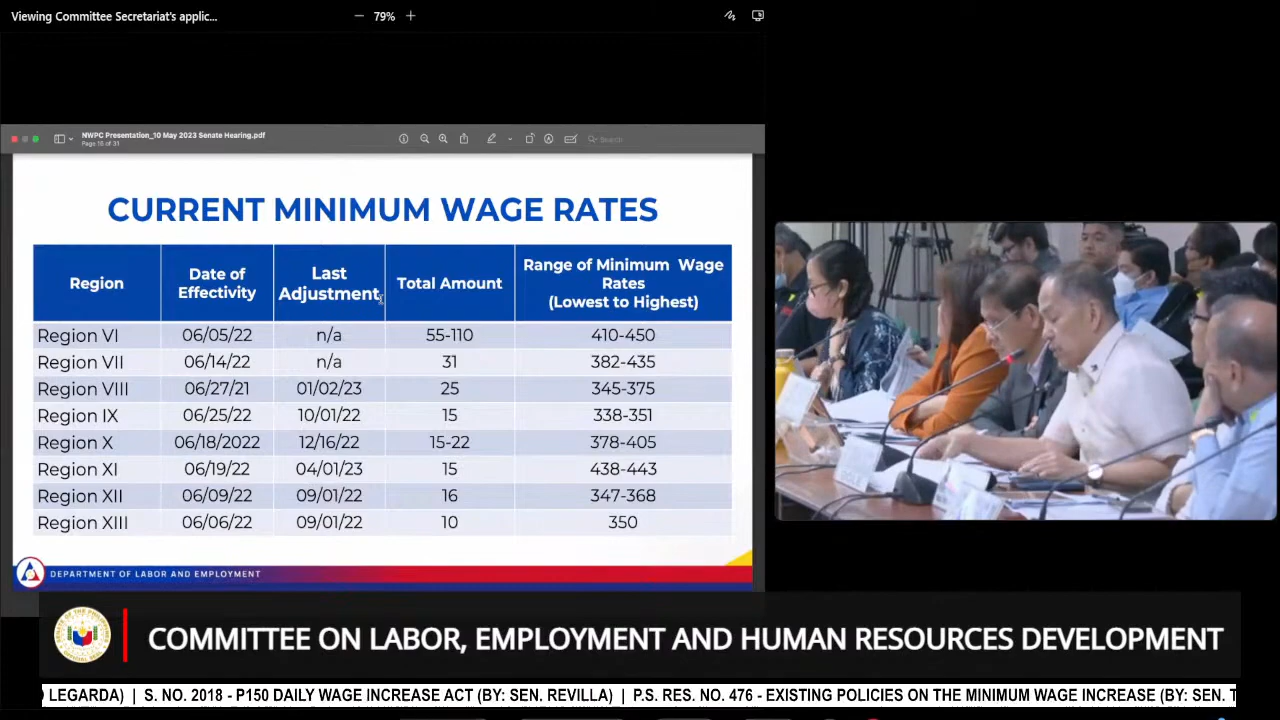 Viewing Committee Secretariat's applic...
79%
NWPC Presentation_10 May 2023 Senate Hearing.pdf
Page 15 of 31
Search
CURRENT MINIMUM WAGE RATES
Region | Date of Effectivity | Last Adjustment | Total Amount | Range of Minimum Wage Rates (Lowest to Highest)
Region VI 06/05/22 n/a 55-110 410-450
Region VII 06/14/22 n/a 31 382-435
Region VIII 06/27/21 01/02/23 25 345-375
Region IX 06/25/22 10/01/22 15 338-351
Region X 06/18/2022 12/16/22 15-22 378-405
Region XI 06/19/22 04/01/23 15 438-443
Region XII 06/09/22 09/01/22 16 347-368
Region XIII 06/06/22 09/01/22 10 350
DEPARTMENT OF LABOR AND EMPLOYMENT
COMMITTEE ON LABOR, EMPLOYMENT AND HUMAN RESOURCES DEVELOPMENT
LEGARDA) | S. NO. 2018 - P150 DAILY WAGE INCREASE ACT (BY: SEN. REVILLA) | P.S. RES. NO. 476 - EXISTING POLICIES ON THE MINIMUM WAGE INCREASE (BY: SEN.